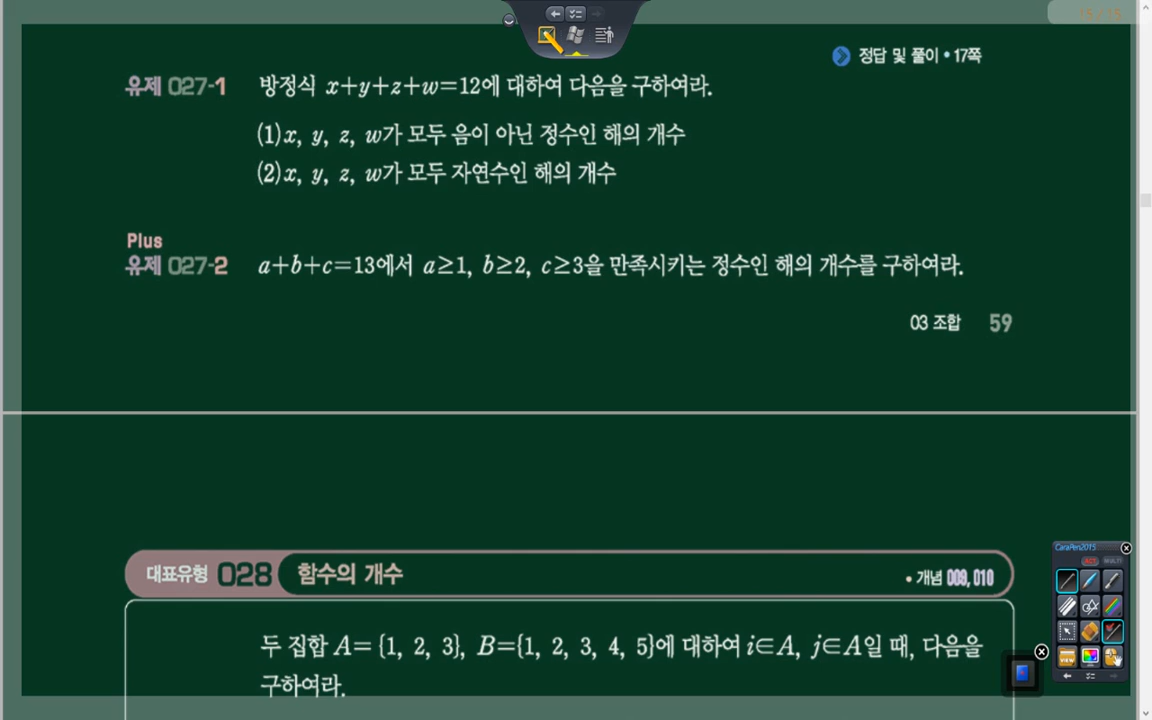 정답 및 풀이 • 17쪽
유제 027-1 방정식 x+y+z+w=12에 대하여 다음을 구하여라.
(1) x, y, z, w가 모두 음이 아닌 정수인 해의 개수
(2) x, y, z, w가 모두 자연수인 해의 개수
Plus
유제 027-2 a+b+c=13에서 a≥1, b≥2, c≥3을 만족시키는 정수인 해의 개수를 구하여라.
03 조합 59
대표유형 028 함수의 개수 • 개념 009, 010
두 집합 A={1, 2, 3}, B={1, 2, 3, 4, 5}에 대하여 i∈A, j∈A일 때, 다음을
구하여라.
CaraPen2015
VIEW